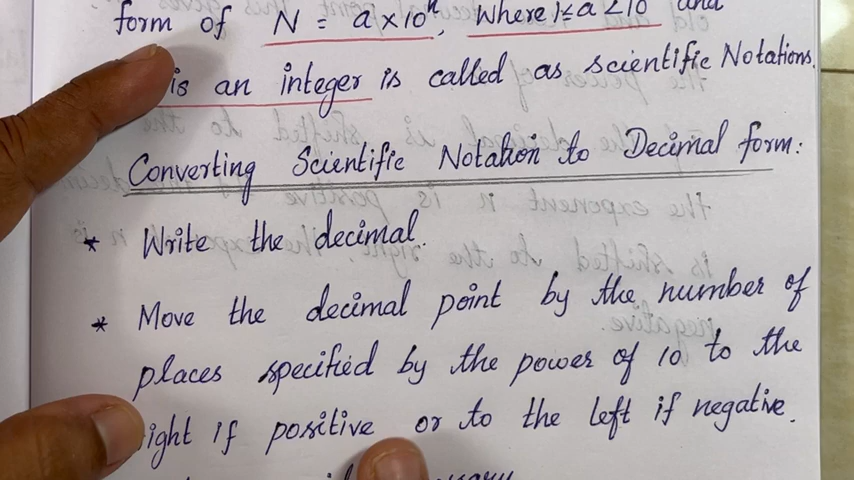 form of N = a×10ⁿ, Where 1≤a<10 and
is an integer is called as scientific Notations.
Converting Scientific Notation to Decimal form:
* Write the decimal.
* Move the decimal point by the number of
places specified by the power of 10 to the
ight if positive or to the left if negative.